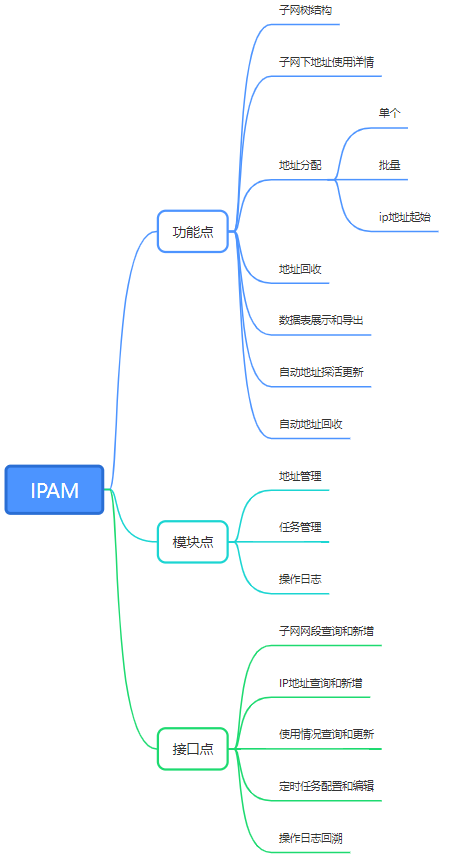 IPAM
功能点
子网树结构
子网下地址使用详情
地址分配
单个
批量
ip地址起始
地址回收
数据表展示和导出
自动地址探活更新
自动地址回收
模块点
地址管理
任务管理
操作日志
接口点
子网网段查询和新增
IP地址查询和新增
使用情况查询和更新
定时任务配置和编辑
操作日志回溯